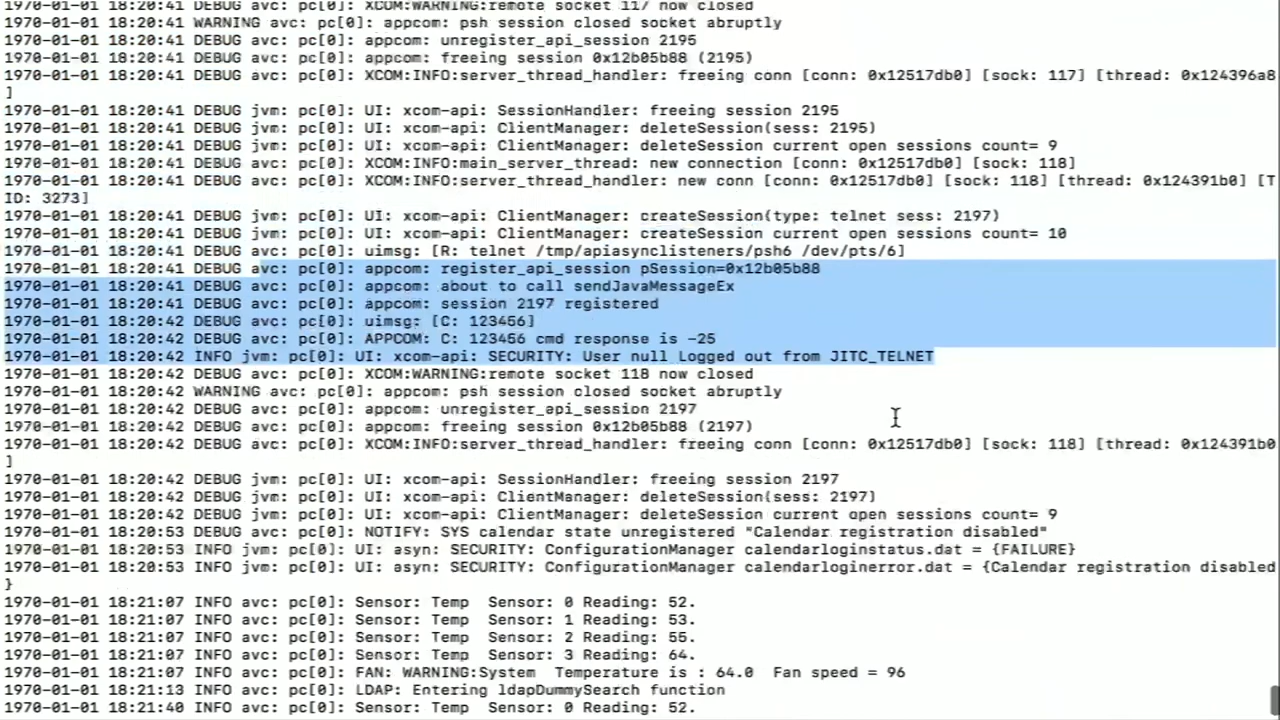 1970-01-01 18:20:41 DEBUG avc: pc[0]: XCOM:WARNING:remote socket 117 now closed
1970-01-01 18:20:41 WARNING avc: pc[0]: appcom: psh session closed socket abruptly
1970-01-01 18:20:41 DEBUG avc: pc[0]: appcom: unregister_api_session 2195
1970-01-01 18:20:41 DEBUG avc: pc[0]: appcom: freeing session 0x12b05b88 (2195)
1970-01-01 18:20:41 DEBUG avc: pc[0]: XCOM:INFO:server_thread_handler: freeing conn [conn: 0x12517db0] [sock: 117] [thread: 0x124396a8
]
1970-01-01 18:20:41 DEBUG jvm: pc[0]: UI: xcom-api: SessionHandler: freeing session 2195
1970-01-01 18:20:41 DEBUG jvm: pc[0]: UI: xcom-api: ClientManager: deleteSession(sess: 2195)
1970-01-01 18:20:41 DEBUG jvm: pc[0]: UI: xcom-api: ClientManager: deleteSession current open sessions count= 9
1970-01-01 18:20:41 DEBUG avc: pc[0]: XCOM:INFO:main_server_thread: new connection [conn: 0x12517db0] [sock: 118]
1970-01-01 18:20:41 DEBUG avc: pc[0]: XCOM:INFO:server_thread_handler: new conn [conn: 0x12517db0] [sock: 118] [thread: 0x124391b0] [T
ID: 3273]
1970-01-01 18:20:41 DEBUG jvm: pc[0]: UI: xcom-api: ClientManager: createSession(type: telnet sess: 2197)
1970-01-01 18:20:41 DEBUG jvm: pc[0]: UI: xcom-api: ClientManager: createSession current open sessions count= 10
1970-01-01 18:20:41 DEBUG avc: pc[0]: uimsg: [R: telnet /tmp/apiasynclisteners/psh6 /dev/pts/6]
1970-01-01 18:20:41 DEBUG avc: pc[0]: appcom: register_api_session pSession=0x12b05b88
1970-01-01 18:20:41 DEBUG avc: pc[0]: appcom: about to call sendJavaMessageEx
1970-01-01 18:20:41 DEBUG avc: pc[0]: appcom: session 2197 registered
1970-01-01 18:20:42 DEBUG avc: pc[0]: uimsg: [C: 123456]
1970-01-01 18:20:42 DEBUG avc: pc[0]: APPCOM: C: 123456 cmd response is -25
1970-01-01 18:20:42 INFO jvm: pc[0]: UI: xcom-api: SECURITY: User null Logged out from JITC_TELNET
1970-01-01 18:20:42 DEBUG avc: pc[0]: XCOM:WARNING:remote socket 118 now closed
1970-01-01 18:20:42 WARNING avc: pc[0]: appcom: psh session closed socket abruptly
1970-01-01 18:20:42 DEBUG avc: pc[0]: appcom: unregister_api_session 2197
1970-01-01 18:20:42 DEBUG avc: pc[0]: appcom: freeing session 0x12b05b88 (2197)
1970-01-01 18:20:42 DEBUG avc: pc[0]: XCOM:INFO:server_thread_handler: freeing conn [conn: 0x12517db0] [sock: 118] [thread: 0x124391b0
]
1970-01-01 18:20:42 DEBUG jvm: pc[0]: UI: xcom-api: SessionHandler: freeing session 2197
1970-01-01 18:20:42 DEBUG jvm: pc[0]: UI: xcom-api: ClientManager: deleteSession(sess: 2197)
1970-01-01 18:20:42 DEBUG jvm: pc[0]: UI: xcom-api: ClientManager: deleteSession current open sessions count= 9
1970-01-01 18:20:53 DEBUG avc: pc[0]: NOTIFY: SYS calendar state unregistered "Calendar registration disabled"
1970-01-01 18:20:53 INFO jvm: pc[0]: UI: asyn: SECURITY: ConfigurationManager calendarloginstatus.dat = {FAILURE}
1970-01-01 18:20:53 INFO jvm: pc[0]: UI: asyn: SECURITY: ConfigurationManager calendarloginerror.dat = {Calendar registration disabled
}
1970-01-01 18:21:07 INFO avc: pc[0]: Sensor: Temp  Sensor: 0 Reading: 52.
1970-01-01 18:21:07 INFO avc: pc[0]: Sensor: Temp  Sensor: 1 Reading: 53.
1970-01-01 18:21:07 INFO avc: pc[0]: Sensor: Temp  Sensor: 2 Reading: 55.
1970-01-01 18:21:07 INFO avc: pc[0]: Sensor: Temp  Sensor: 3 Reading: 64.
1970-01-01 18:21:07 INFO avc: pc[0]: FAN: WARNING:System  Temperature is : 64.0  Fan speed = 96
1970-01-01 18:21:13 INFO avc: pc[0]: LDAP: Entering ldapDummySearch function
1970-01-01 18:21:40 INFO avc: pc[0]: Sensor: Temp  Sensor: 0 Reading: 52.